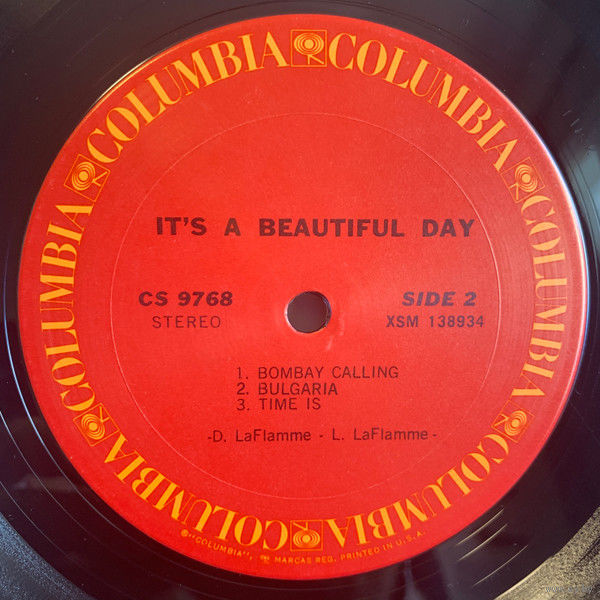 COLUMBIA COLUMBIA COLUMBIA COLUMBIA COLUMBIA COLUMBIA COLUMBIA
IT'S A BEAUTIFUL DAY
CS 9768
STEREO
SIDE 2
XSM 138934
1. BOMBAY CALLING
2. BULGARIA
3. TIME IS
-D. LaFlamme - L. LaFlamme-
®"COLUMBIA", MARCAS REG. PRINTED IN U.S.A.